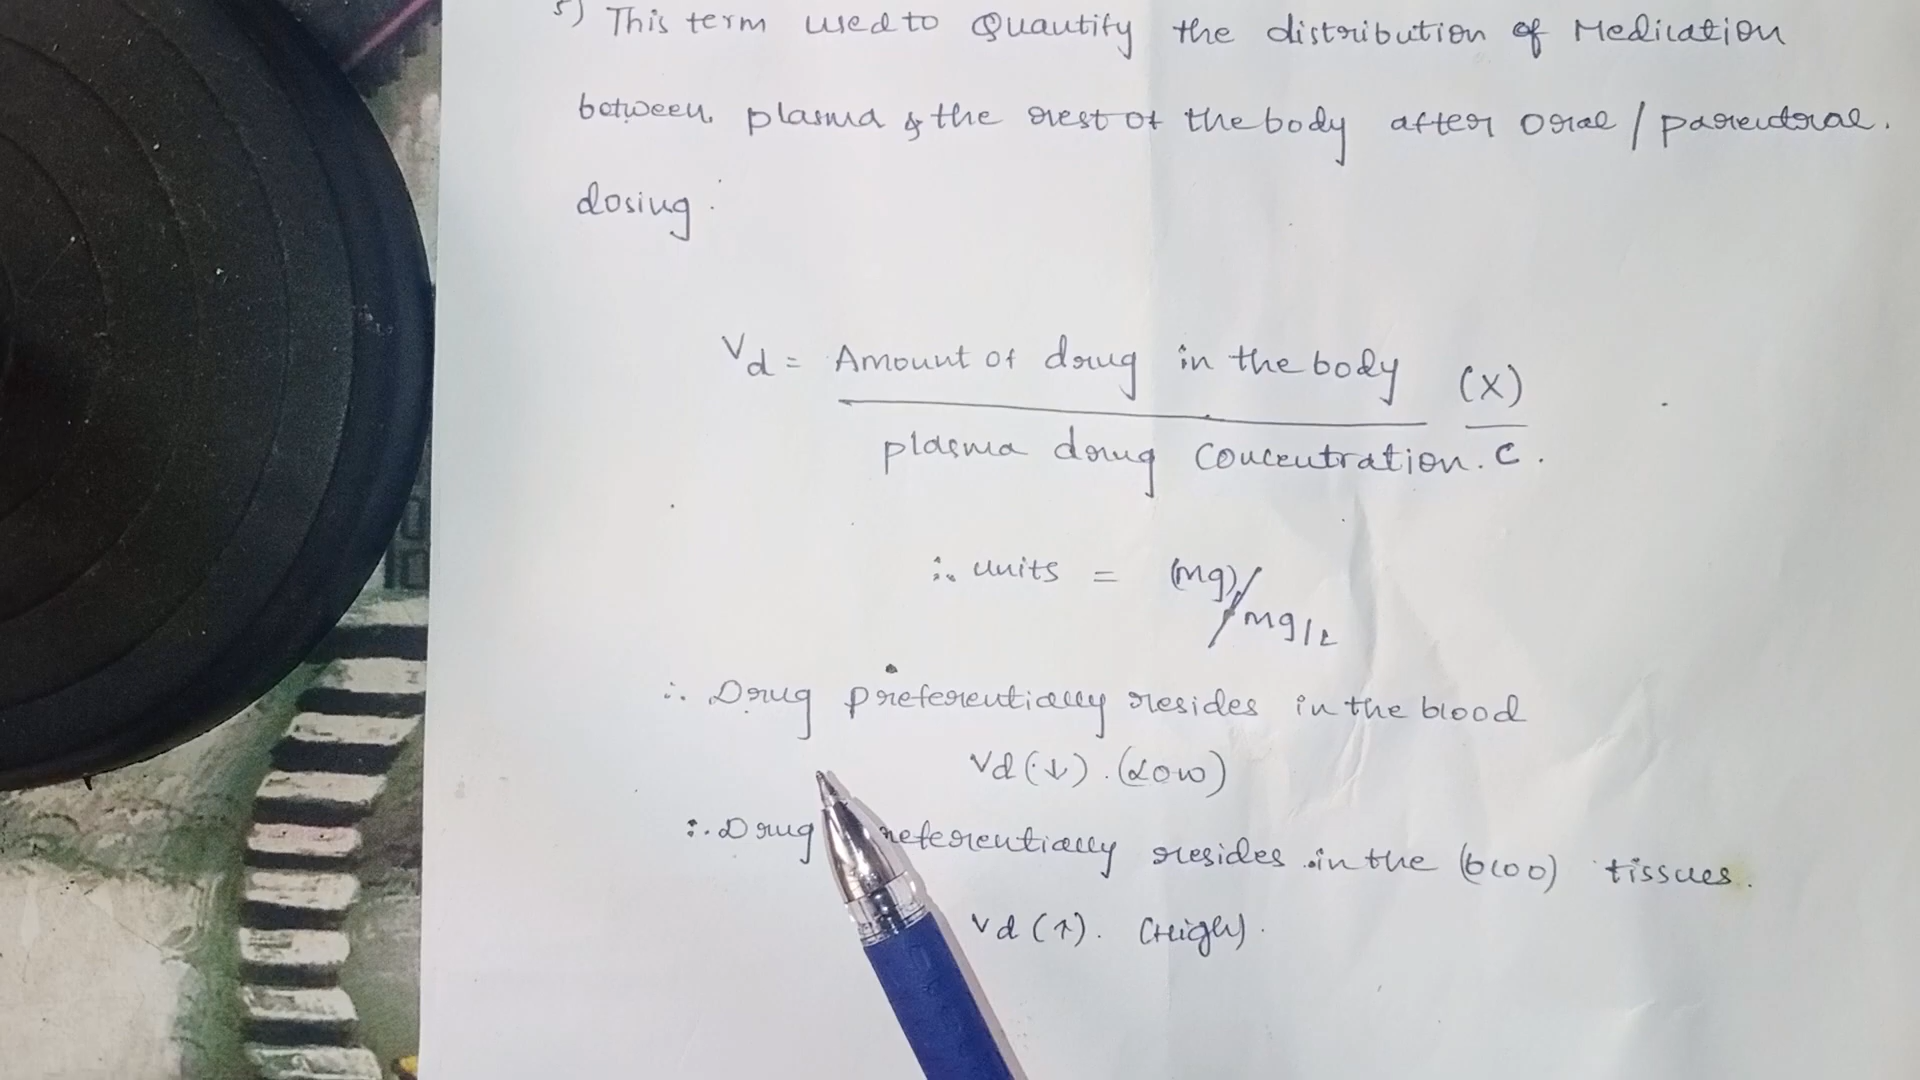 5) This term used to Quantify the distribution of Medication
between plasma & the rest of the body after oral / parenteral.
dosing.
Vd = Amount of drug in the body (X)
plasma drug concentration. C.
∴ units = (mg)/mg/L
∴ Drug preferentially resides in the blood
Vd (↓). (Low)
∴ Drug preferentially resides in the (bloo) tissues.
Vd (↑). (High).